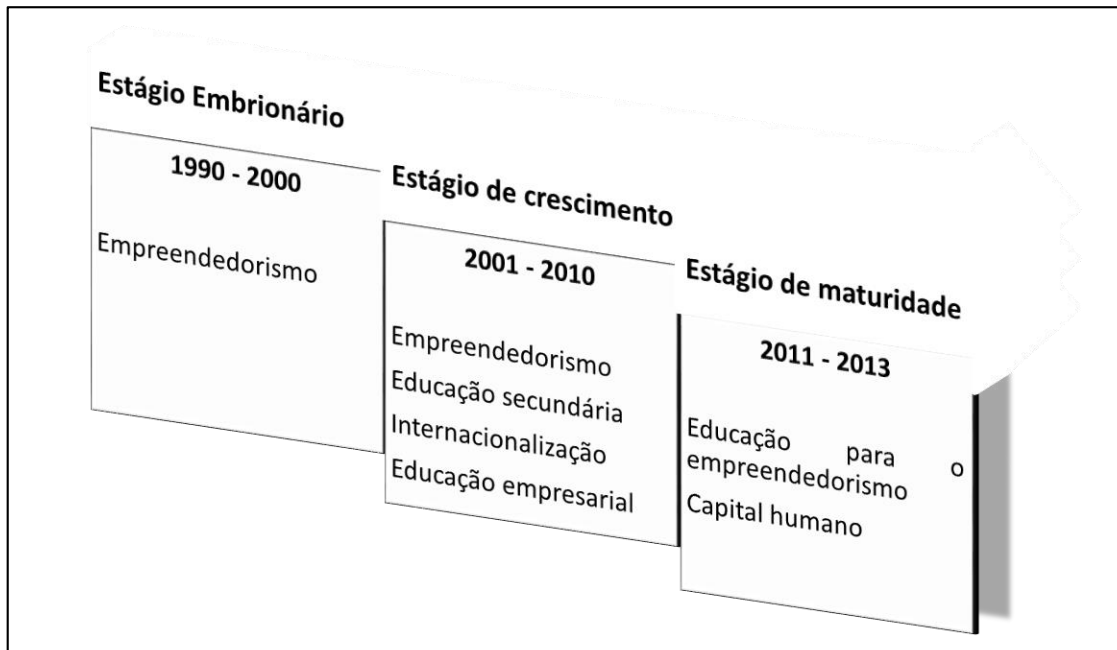 Estágio Embrionário
1990 - 2000
Empreendedorismo
Estágio de crescimento
2001 - 2010
Empreendedorismo
Educação secundária
Internacionalização
Educação empresarial
Estágio de maturidade
2011 - 2013
Educação para o
empreendedorismo
Capital humano